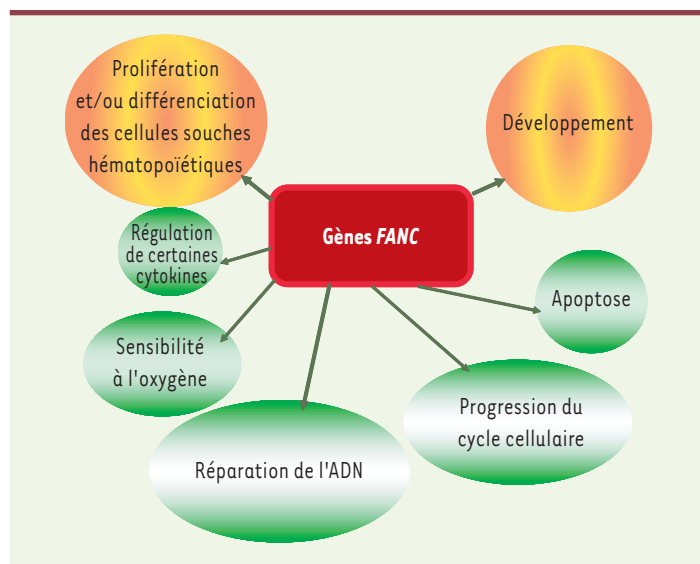 Prolifération
et/ou différenciation
des cellules souches
hématopoïétiques
Développement
Gènes FANC
Régulation
de certaines
cytokines
Apoptose
Sensibilité
à l'oxygène
Progression du
cycle cellulaire
Réparation de l'ADN